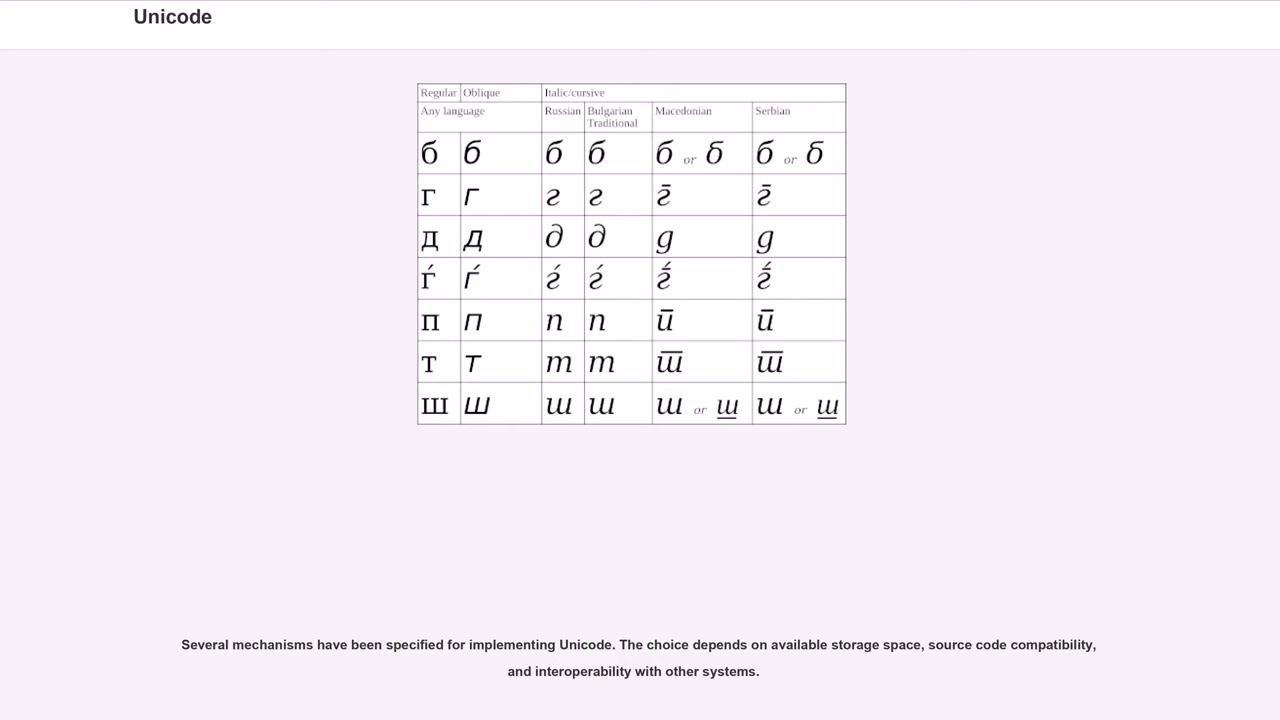 Unicode
Regular Oblique Italic/cursive
Any language Russian Bulgarian Traditional Macedonian Serbian
б б б б б or б б or б
г г г г г̄ г̄
д д д д д д
ѓ ѓ ѓ ѓ ѓ̄ ѓ̄
п п п п п̄ п̄
т т т т т̄ т̄
ш ш ш ш ш or ш̲ ш or ш̲
Several mechanisms have been specified for implementing Unicode. The choice depends on available storage space, source code compatibility,
and interoperability with other systems.